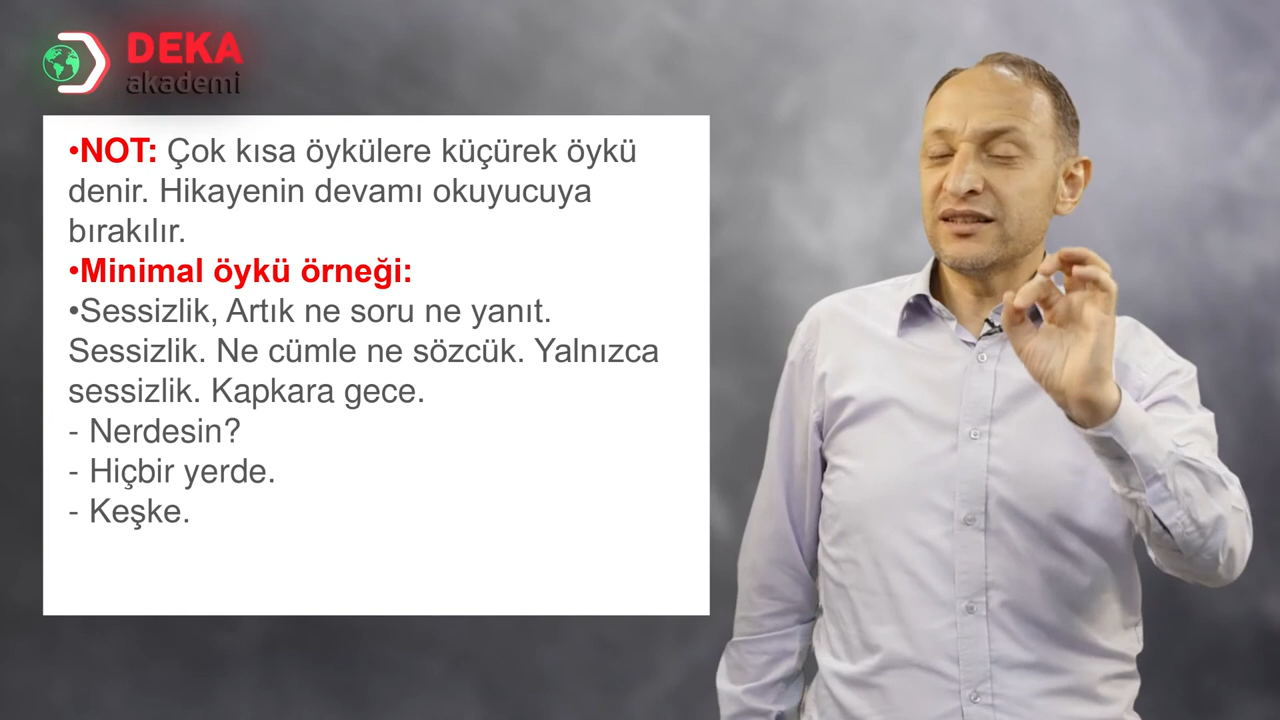 DEKA
akademi
•NOT: Çok kısa öykülere küçürek öykü
denir. Hikayenin devamı okuyucuya
bırakılır.
•Minimal öykü örneği:
•Sessizlik, Artık ne soru ne yanıt.
Sessizlik. Ne cümle ne sözcük. Yalnızca
sessizlik. Kapkara gece.
- Nerdesin?
- Hiçbir yerde.
- Keşke.